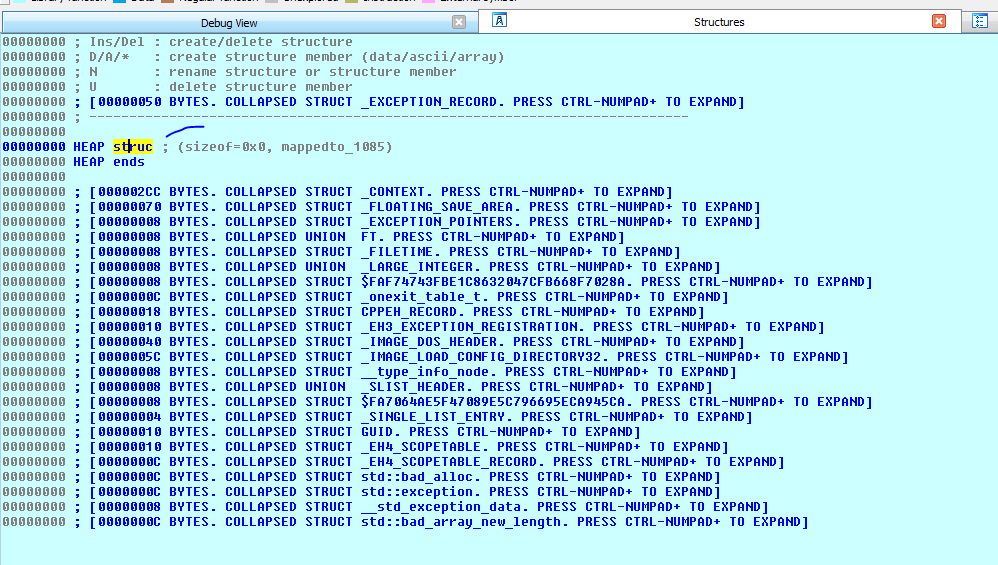 Debug View
Structures
00000000 ; Ins/Del : create/delete structure
00000000 ; D/A/*   : create structure member (data/ascii/array)
00000000 ; N       : rename structure or structure member
00000000 ; U       : delete structure member
00000000 ; [00000050 BYTES. COLLAPSED STRUCT _EXCEPTION_RECORD. PRESS CTRL-NUMPAD+ TO EXPAND]
00000000 ; ---------------------------------------------------------------------------
00000000
00000000 HEAP struc ; (sizeof=0x0, mappedto_1085)
00000000 HEAP ends
00000000
00000000 ; [000002CC BYTES. COLLAPSED STRUCT _CONTEXT. PRESS CTRL-NUMPAD+ TO EXPAND]
00000000 ; [00000070 BYTES. COLLAPSED STRUCT _FLOATING_SAVE_AREA. PRESS CTRL-NUMPAD+ TO EXPAND]
00000000 ; [00000008 BYTES. COLLAPSED STRUCT _EXCEPTION_POINTERS. PRESS CTRL-NUMPAD+ TO EXPAND]
00000000 ; [00000008 BYTES. COLLAPSED UNION  FT. PRESS CTRL-NUMPAD+ TO EXPAND]
00000000 ; [00000008 BYTES. COLLAPSED STRUCT _FILETIME. PRESS CTRL-NUMPAD+ TO EXPAND]
00000000 ; [00000008 BYTES. COLLAPSED UNION  _LARGE_INTEGER. PRESS CTRL-NUMPAD+ TO EXPAND]
00000000 ; [00000008 BYTES. COLLAPSED STRUCT $FAF74743FBE1C8632047CFB668F7028A. PRESS CTRL-NUMPAD+ TO EXPAND]
00000000 ; [0000000C BYTES. COLLAPSED STRUCT _onexit_table_t. PRESS CTRL-NUMPAD+ TO EXPAND]
00000000 ; [00000018 BYTES. COLLAPSED STRUCT CPPEH_RECORD. PRESS CTRL-NUMPAD+ TO EXPAND]
00000000 ; [00000010 BYTES. COLLAPSED STRUCT _EH3_EXCEPTION_REGISTRATION. PRESS CTRL-NUMPAD+ TO EXPAND]
00000000 ; [00000040 BYTES. COLLAPSED STRUCT _IMAGE_DOS_HEADER. PRESS CTRL-NUMPAD+ TO EXPAND]
00000000 ; [0000005C BYTES. COLLAPSED STRUCT _IMAGE_LOAD_CONFIG_DIRECTORY32. PRESS CTRL-NUMPAD+ TO EXPAND]
00000000 ; [00000008 BYTES. COLLAPSED STRUCT __type_info_node. PRESS CTRL-NUMPAD+ TO EXPAND]
00000000 ; [00000008 BYTES. COLLAPSED UNION  _SLIST_HEADER. PRESS CTRL-NUMPAD+ TO EXPAND]
00000000 ; [00000008 BYTES. COLLAPSED STRUCT $FA7064AE5F47089E5C796695ECA945CA. PRESS CTRL-NUMPAD+ TO EXPAND]
00000000 ; [00000004 BYTES. COLLAPSED STRUCT _SINGLE_LIST_ENTRY. PRESS CTRL-NUMPAD+ TO EXPAND]
00000000 ; [00000010 BYTES. COLLAPSED STRUCT GUID. PRESS CTRL-NUMPAD+ TO EXPAND]
00000000 ; [00000010 BYTES. COLLAPSED STRUCT _EH4_SCOPETABLE. PRESS CTRL-NUMPAD+ TO EXPAND]
00000000 ; [0000000C BYTES. COLLAPSED STRUCT _EH4_SCOPETABLE_RECORD. PRESS CTRL-NUMPAD+ TO EXPAND]
00000000 ; [0000000C BYTES. COLLAPSED STRUCT std::bad_alloc. PRESS CTRL-NUMPAD+ TO EXPAND]
00000000 ; [0000000C BYTES. COLLAPSED STRUCT std::exception. PRESS CTRL-NUMPAD+ TO EXPAND]
00000000 ; [00000008 BYTES. COLLAPSED STRUCT __std_exception_data. PRESS CTRL-NUMPAD+ TO EXPAND]
00000000 ; [0000000C BYTES. COLLAPSED STRUCT std::bad_array_new_length. PRESS CTRL-NUMPAD+ TO EXPAND]